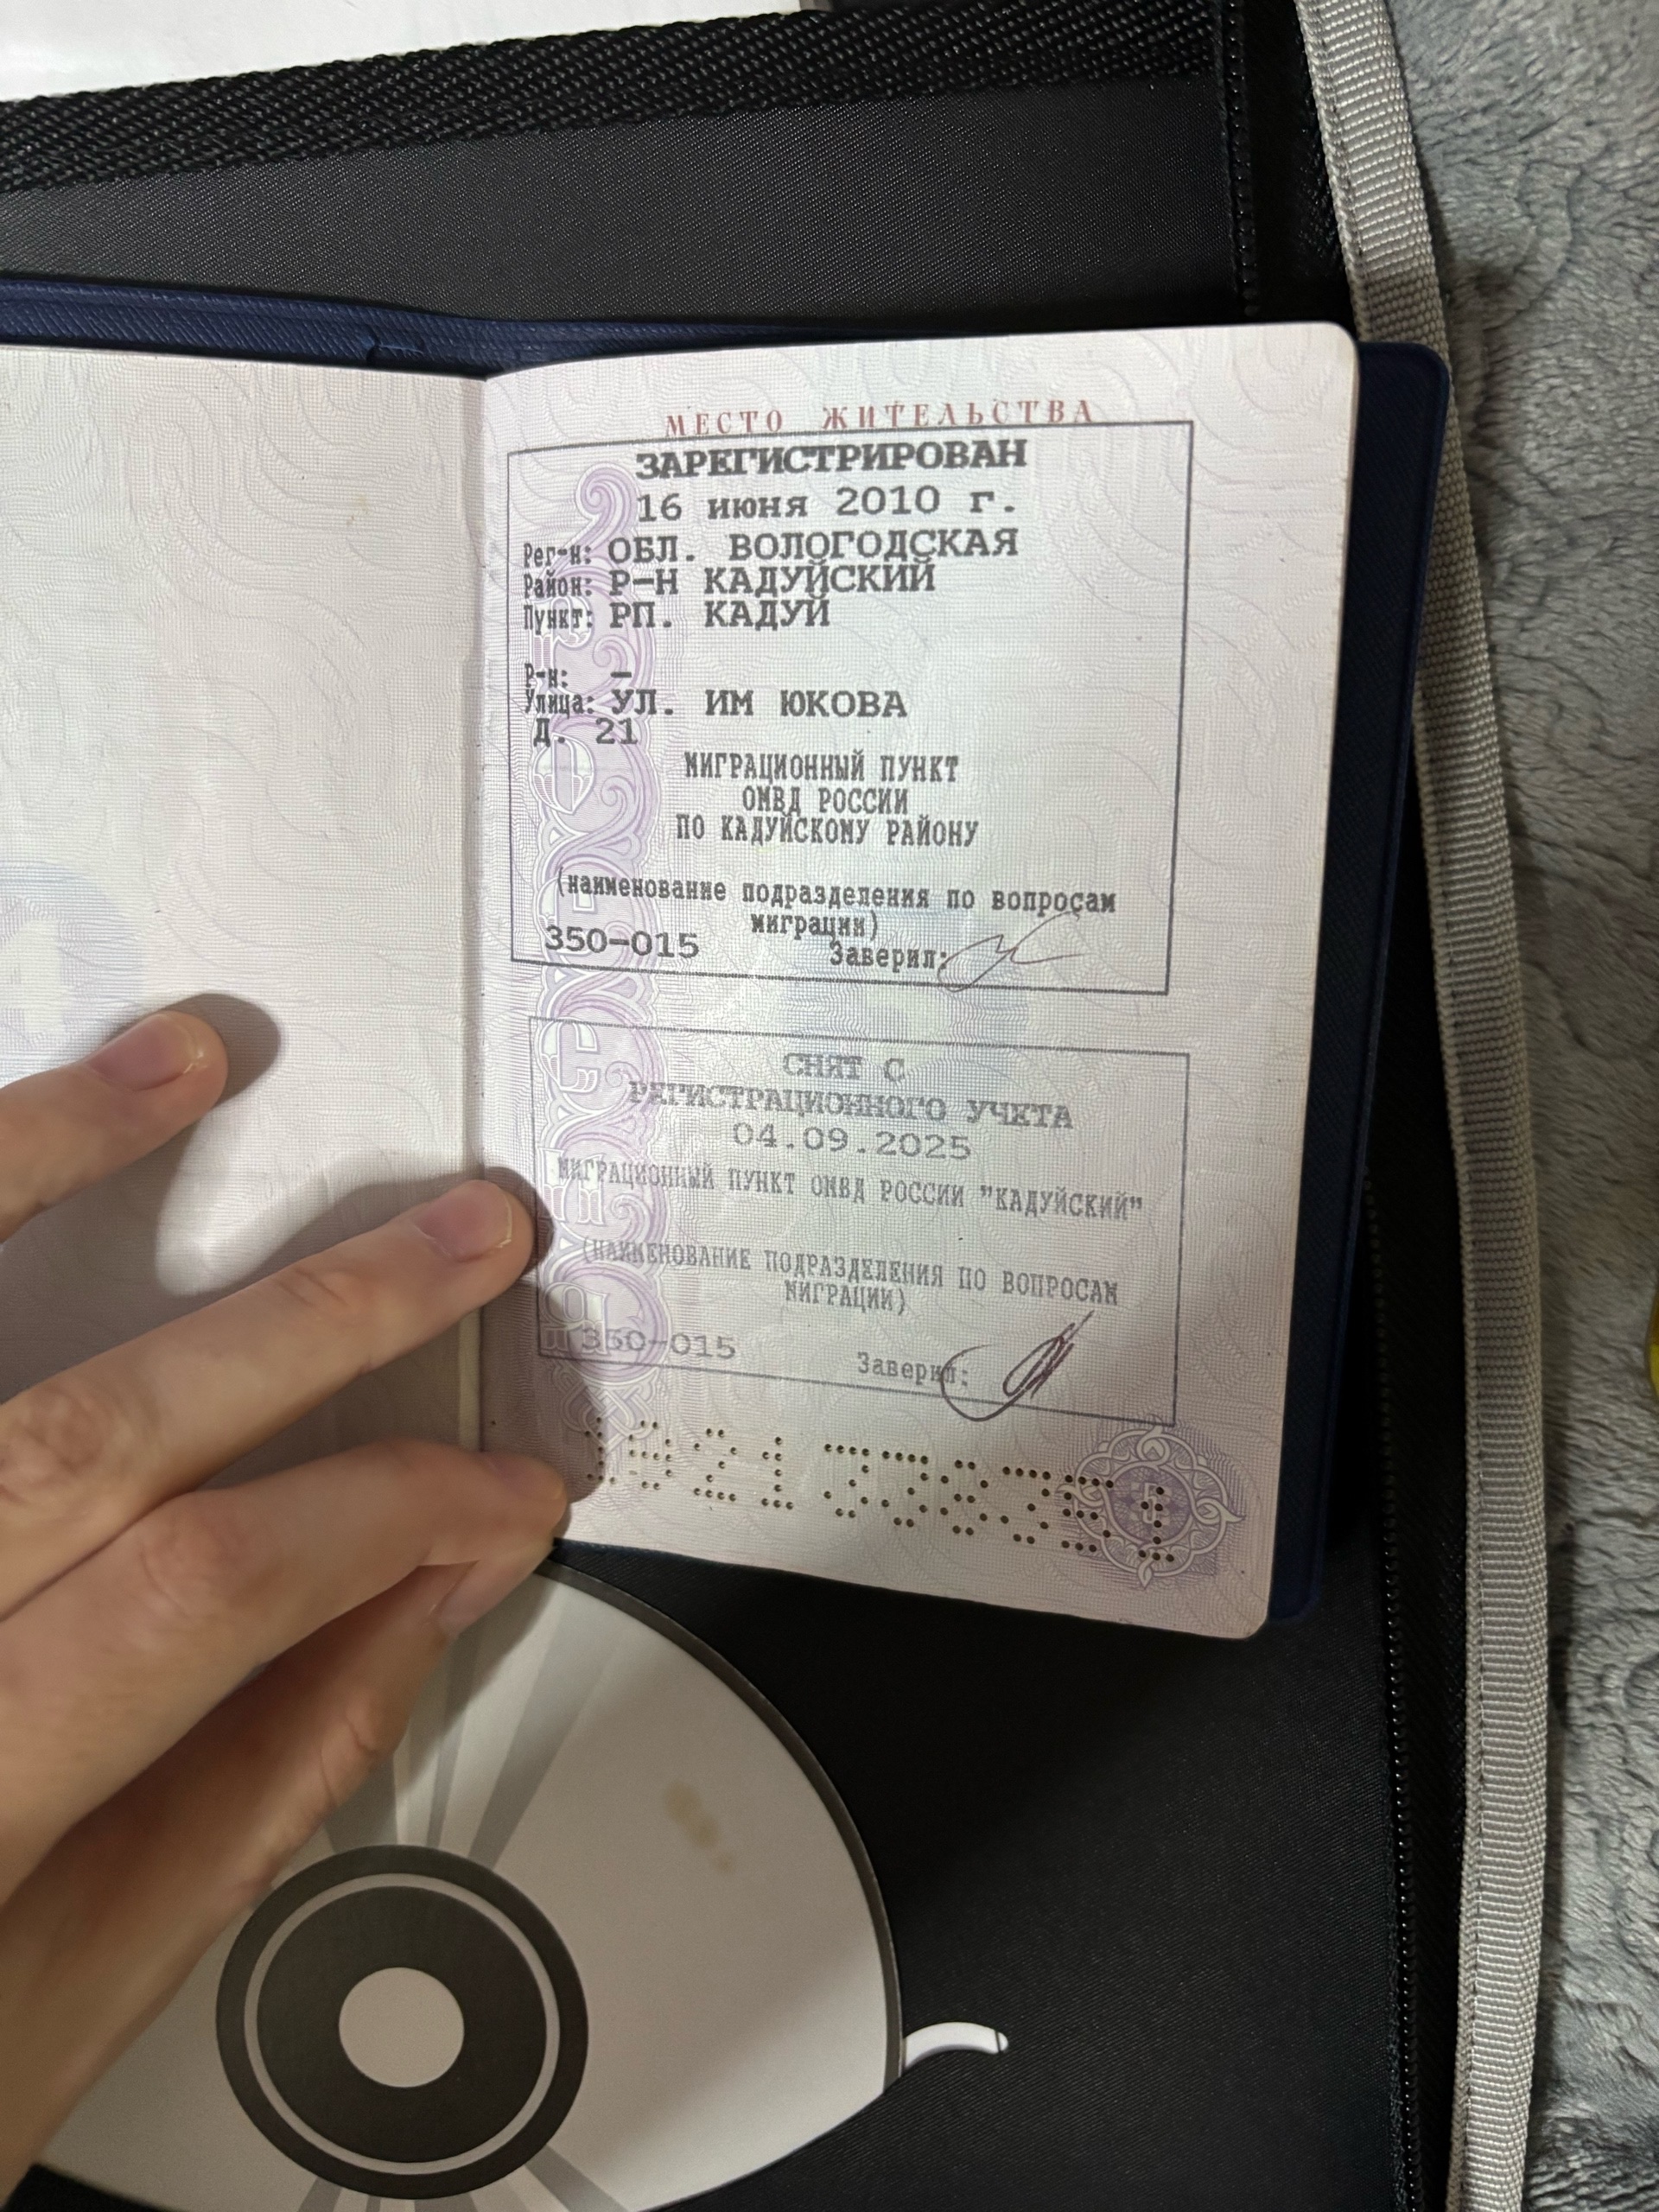 МЕСТО ЖИТЕЛЬСТВА
ЗАРЕГИСТРИРОВАН
16 июня 2010 г.
Рег-н: ОБЛ. ВОЛОГОДСКАЯ
Район: Р-Н КАДУЙСКИЙ
Пункт: РП. КАДУЙ
Р-н: –
Улица: УЛ. ИМ ЮКОВА
Д. 21
МИГРАЦИОННЫЙ ПУНКТ
ОМВД РОССИИ
ПО КАДУЙСКОМУ РАЙОНУ
(наименование подразделения по вопросам
миграции)
350-015 Заверил:
СНЯТ С
РЕГИСТРАЦИОННОГО УЧЕТА
04.09.2025
МИГРАЦИОННЫЙ ПУНКТ ОМВД РОССИИ "КАДУЙСКИЙ"
(НАИМЕНОВАНИЕ ПОДРАЗДЕЛЕНИЯ ПО ВОПРОСАМ
МИГРАЦИИ)
350-015 Заверил:
21 373351